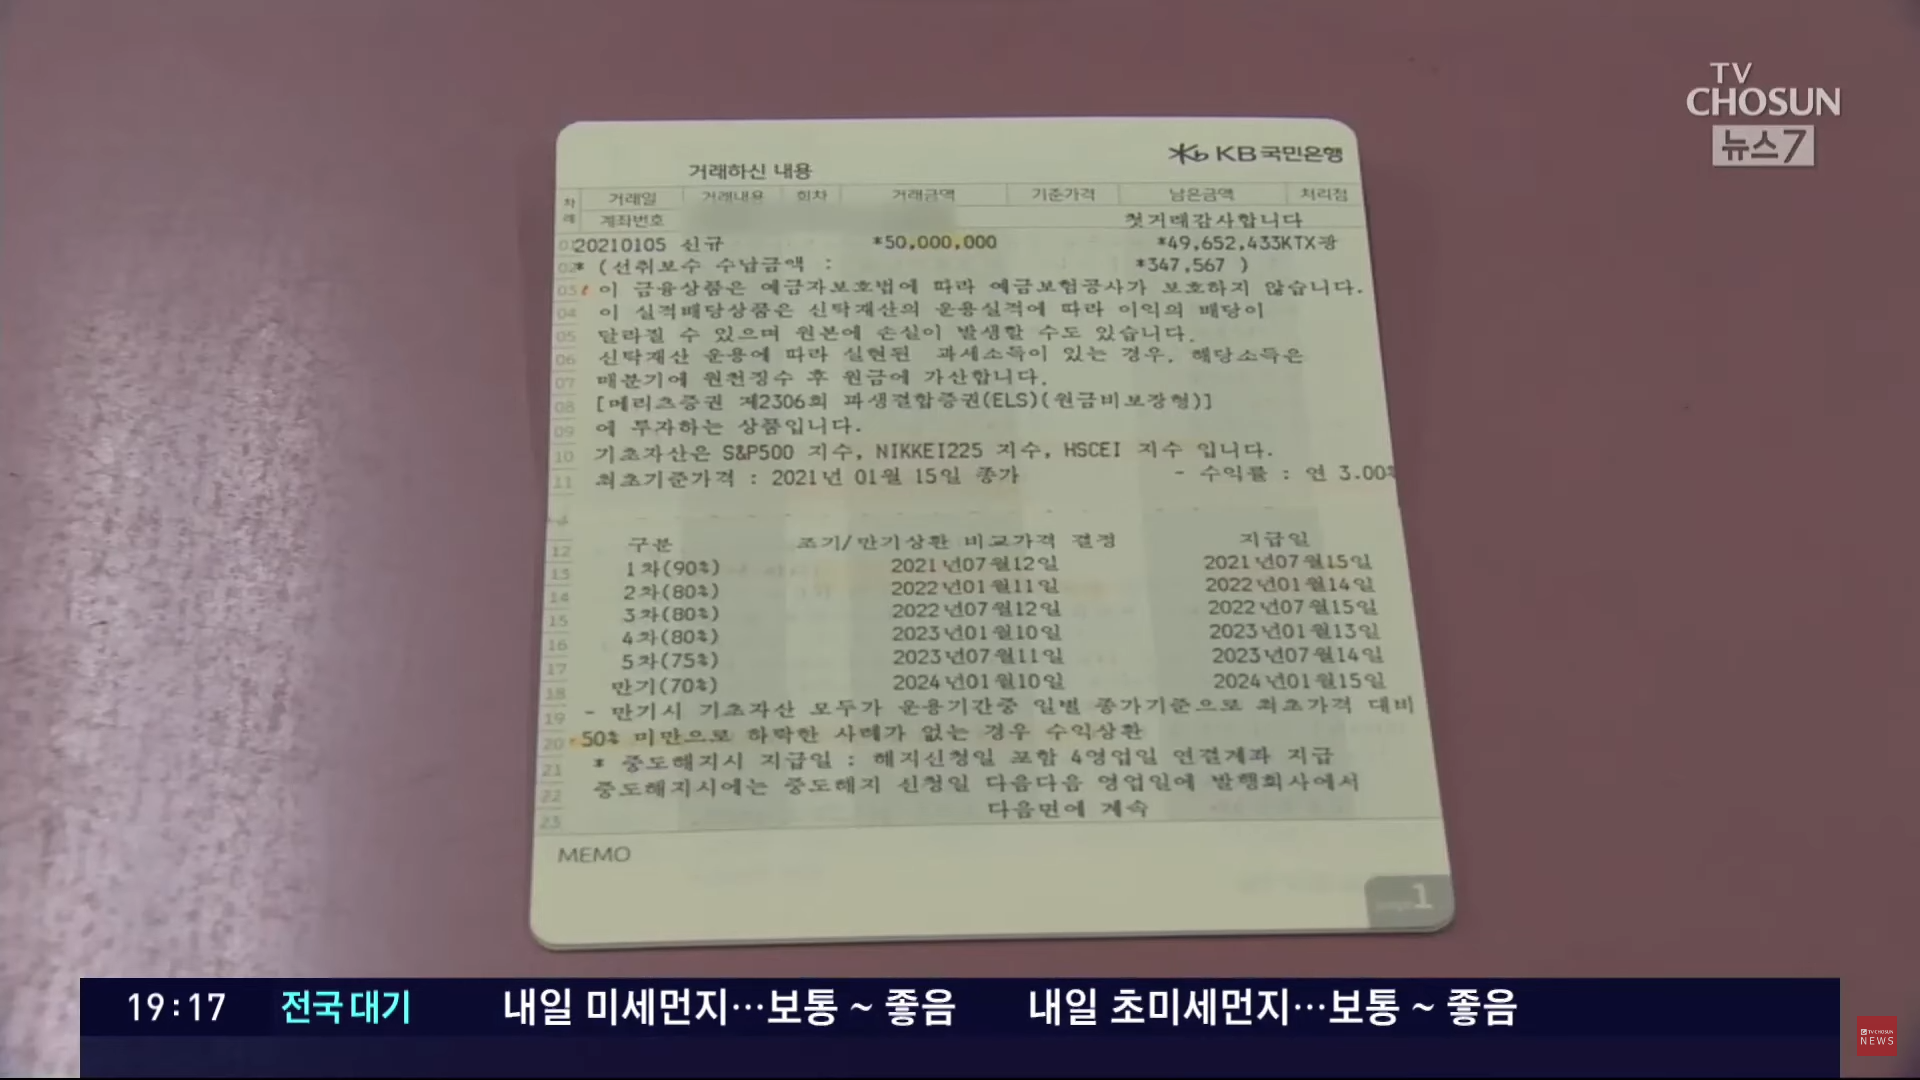 TV
CHOSUN
뉴스7
KB국민은행
거래하신 내용
차례 거래일 거래내용 회차 거래금액 기준가격 남은금액 처리점
계좌번호 첫거래감사합니다
01 20210105 신규 *50,000,000 *49,652,433KTX광
02 * (선취보수 수납금액 : *347,567 )
03 이 금융상품은 예금자보호법에 따라 예금보험공사가 보호하지 않습니다.
04 이 실적배당상품은 신탁재산의 운용실적에 따라 이익의 배당이
05 달라질 수 있으며 원본에 손실이 발생할 수도 있습니다.
06 신탁재산 운용에 따라 실현된 과세소득이 있는 경우, 해당소득은
07 매분기에 원천징수 후 원금에 가산합니다.
08 [메리츠증권 제2306회 파생결합증권(ELS)(원금비보장형)]
09 에 투자하는 상품입니다.
10 기초자산은 S&P500 지수, NIKKEI225 지수, HSCEI 지수 입니다.
11 최초기준가격 : 2021년 01월 15일 종가 - 수익률 : 연 3.00%
12 구분 조기/만기상환 비교가격 결정 지급일
13 1차(90%) 2021년07월12일 2021년07월15일
14 2차(80%) 2022년01월11일 2022년01월14일
15 3차(80%) 2022년07월12일 2022년07월15일
16 4차(80%) 2023년01월10일 2023년01월13일
17 5차(75%) 2023년07월11일 2023년07월14일
18 만기(70%) 2024년01월10일 2024년01월15일
19 - 만기시 기초자산 모두가 운용기간중 일별 종가기준으로 최초가격 대비
20 50% 미만으로 하락한 사례가 없는 경우 수익상환
21 * 중도해지시 지급일 : 해지신청일 포함 4영업일 연결계좌 지급
22 중도해지시에는 중도해지 신청일 다음다음 영업일에 발행회사에서
23 다음면에 계속
MEMO
1
19:17 전국 대기 내일 미세먼지…보통 ~ 좋음 내일 초미세먼지…보통 ~ 좋음
TV CHOSUN
NEWS